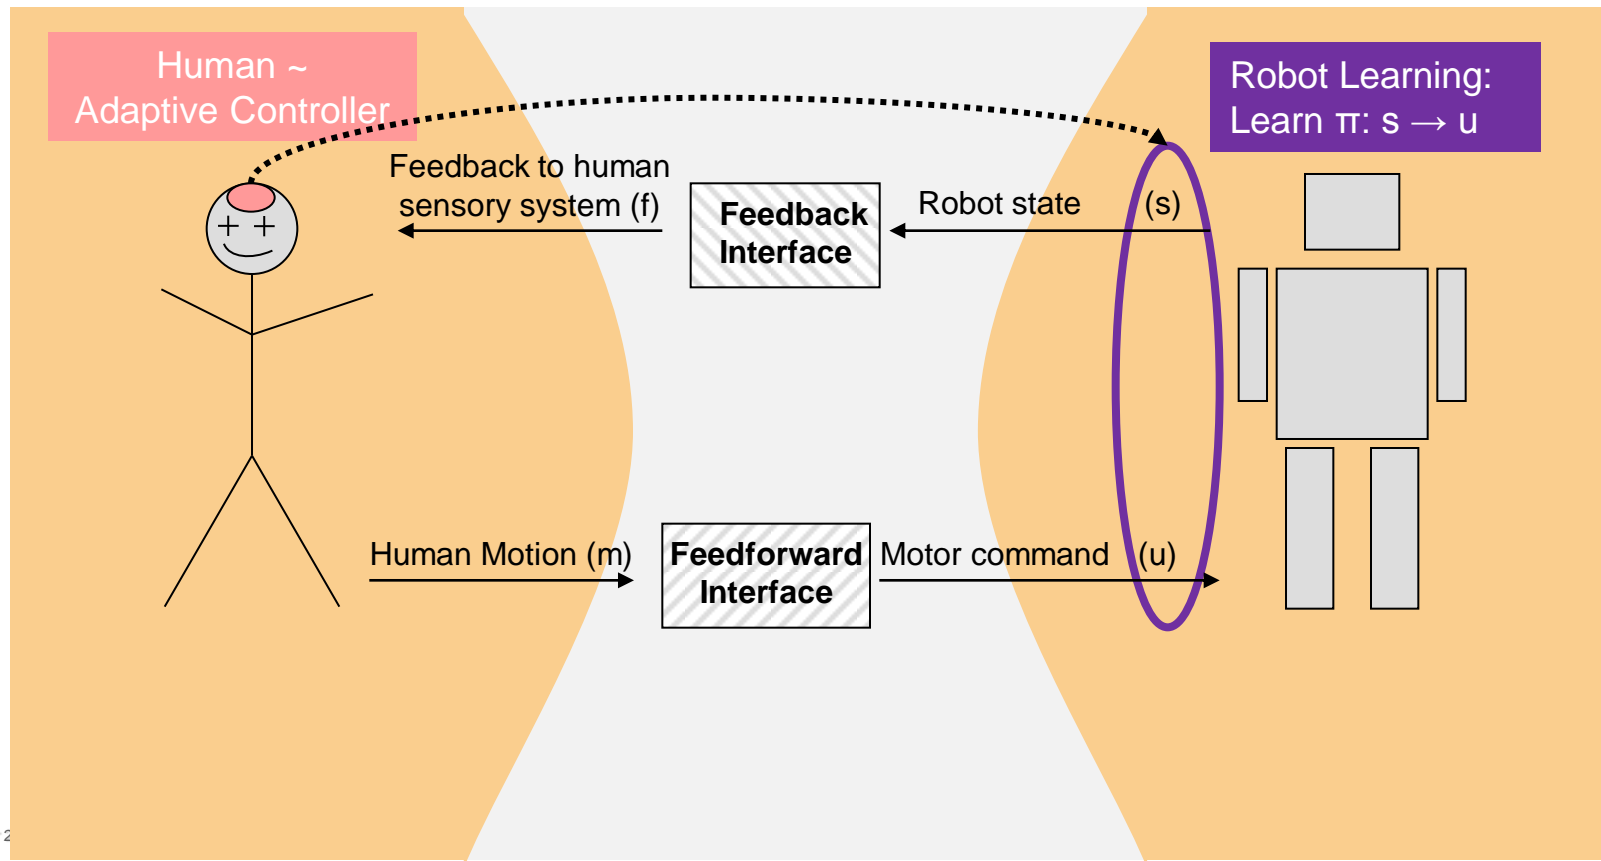 Human ~
Adaptive Controller
Robot Learning:
Learn π: s → u
Feedback to human
sensory system (f)
Feedback
Interface
Robot state (s)
Human Motion (m)
Feedforward
Interface
Motor command (u)
2